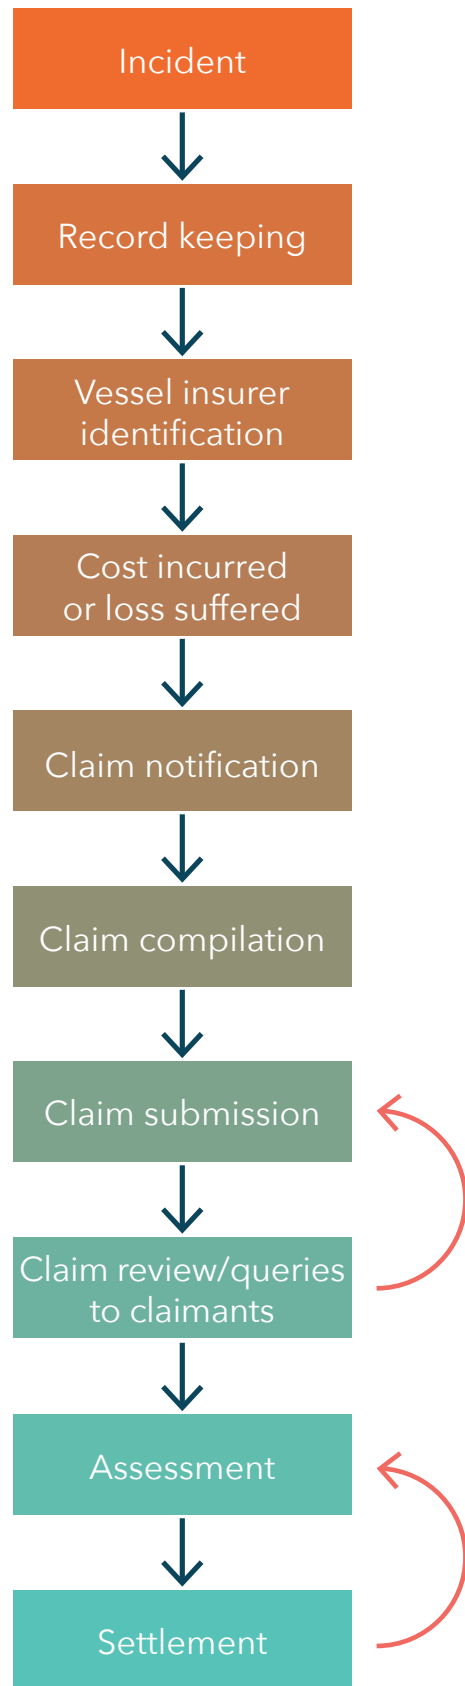 Incident
Record keeping
Vessel insurer
identification
Cost incurred
or loss suffered
Claim notification
Claim compilation
Claim submission
Claim review/queries
to claimants
Assessment
Settlement